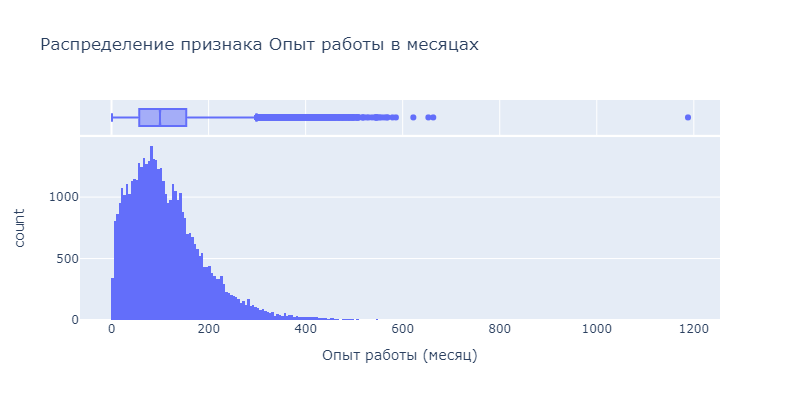 Распределение признака Опыт работы в месяцах
count
1000
500
0
0 200 400 600 800 1000 1200
Опыт работы (месяц)